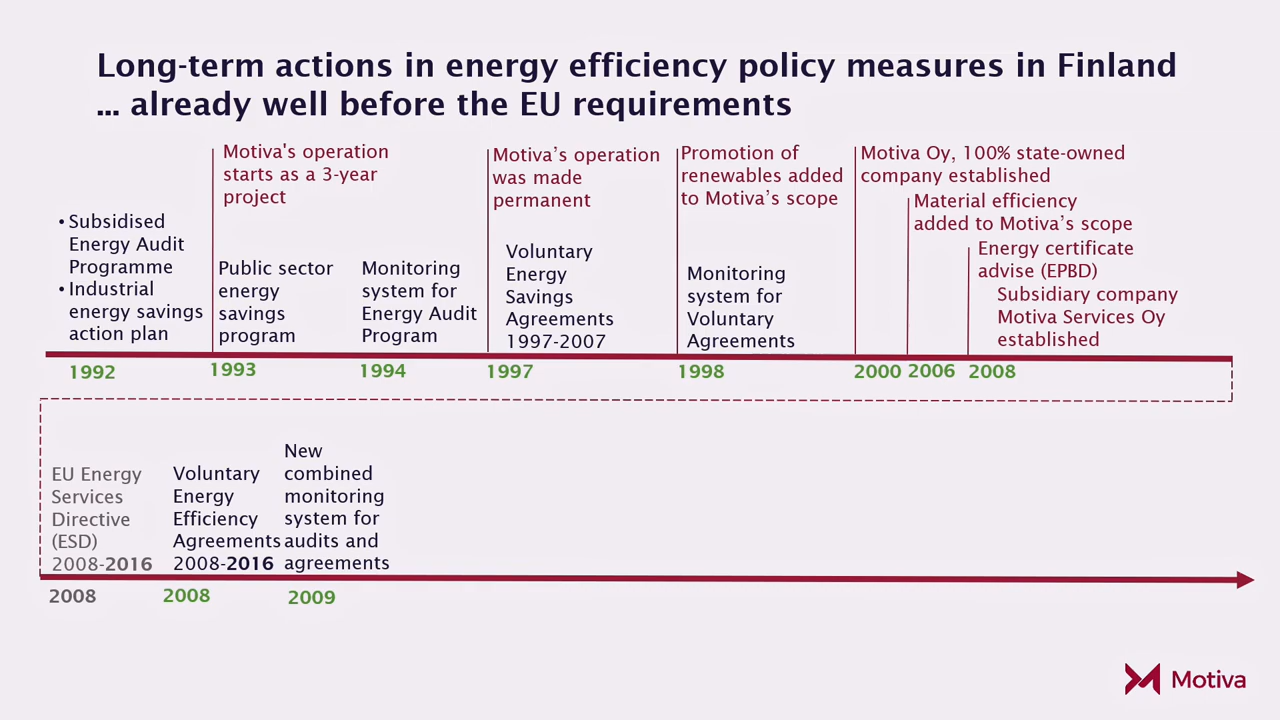 Long-term actions in energy efficiency policy measures in Finland
... already well before the EU requirements
• Subsidised
Energy Audit
Programme
• Industrial
energy savings
action plan
1992
Motiva's operation
starts as a 3-year
project
Public sector
energy
savings
program
1993
Monitoring
system for
Energy Audit
Program
1994
Motiva’s operation
was made
permanent
Voluntary
Energy
Savings
Agreements
1997-2007
1997
Promotion of
renewables added
to Motiva’s scope
Monitoring
system for
Voluntary
Agreements
1998
Motiva Oy, 100% state-owned
company established
2000
Material efficiency
added to Motiva’s scope
2006
Energy certificate
advise (EPBD)
Subsidiary company
Motiva Services Oy
established
2008
EU Energy
Services
Directive
(ESD)
2008-2016
2008
Voluntary
Energy
Efficiency
Agreements
2008-2016
2008
New
combined
monitoring
system for
audits and
agreements
2009
Motiva